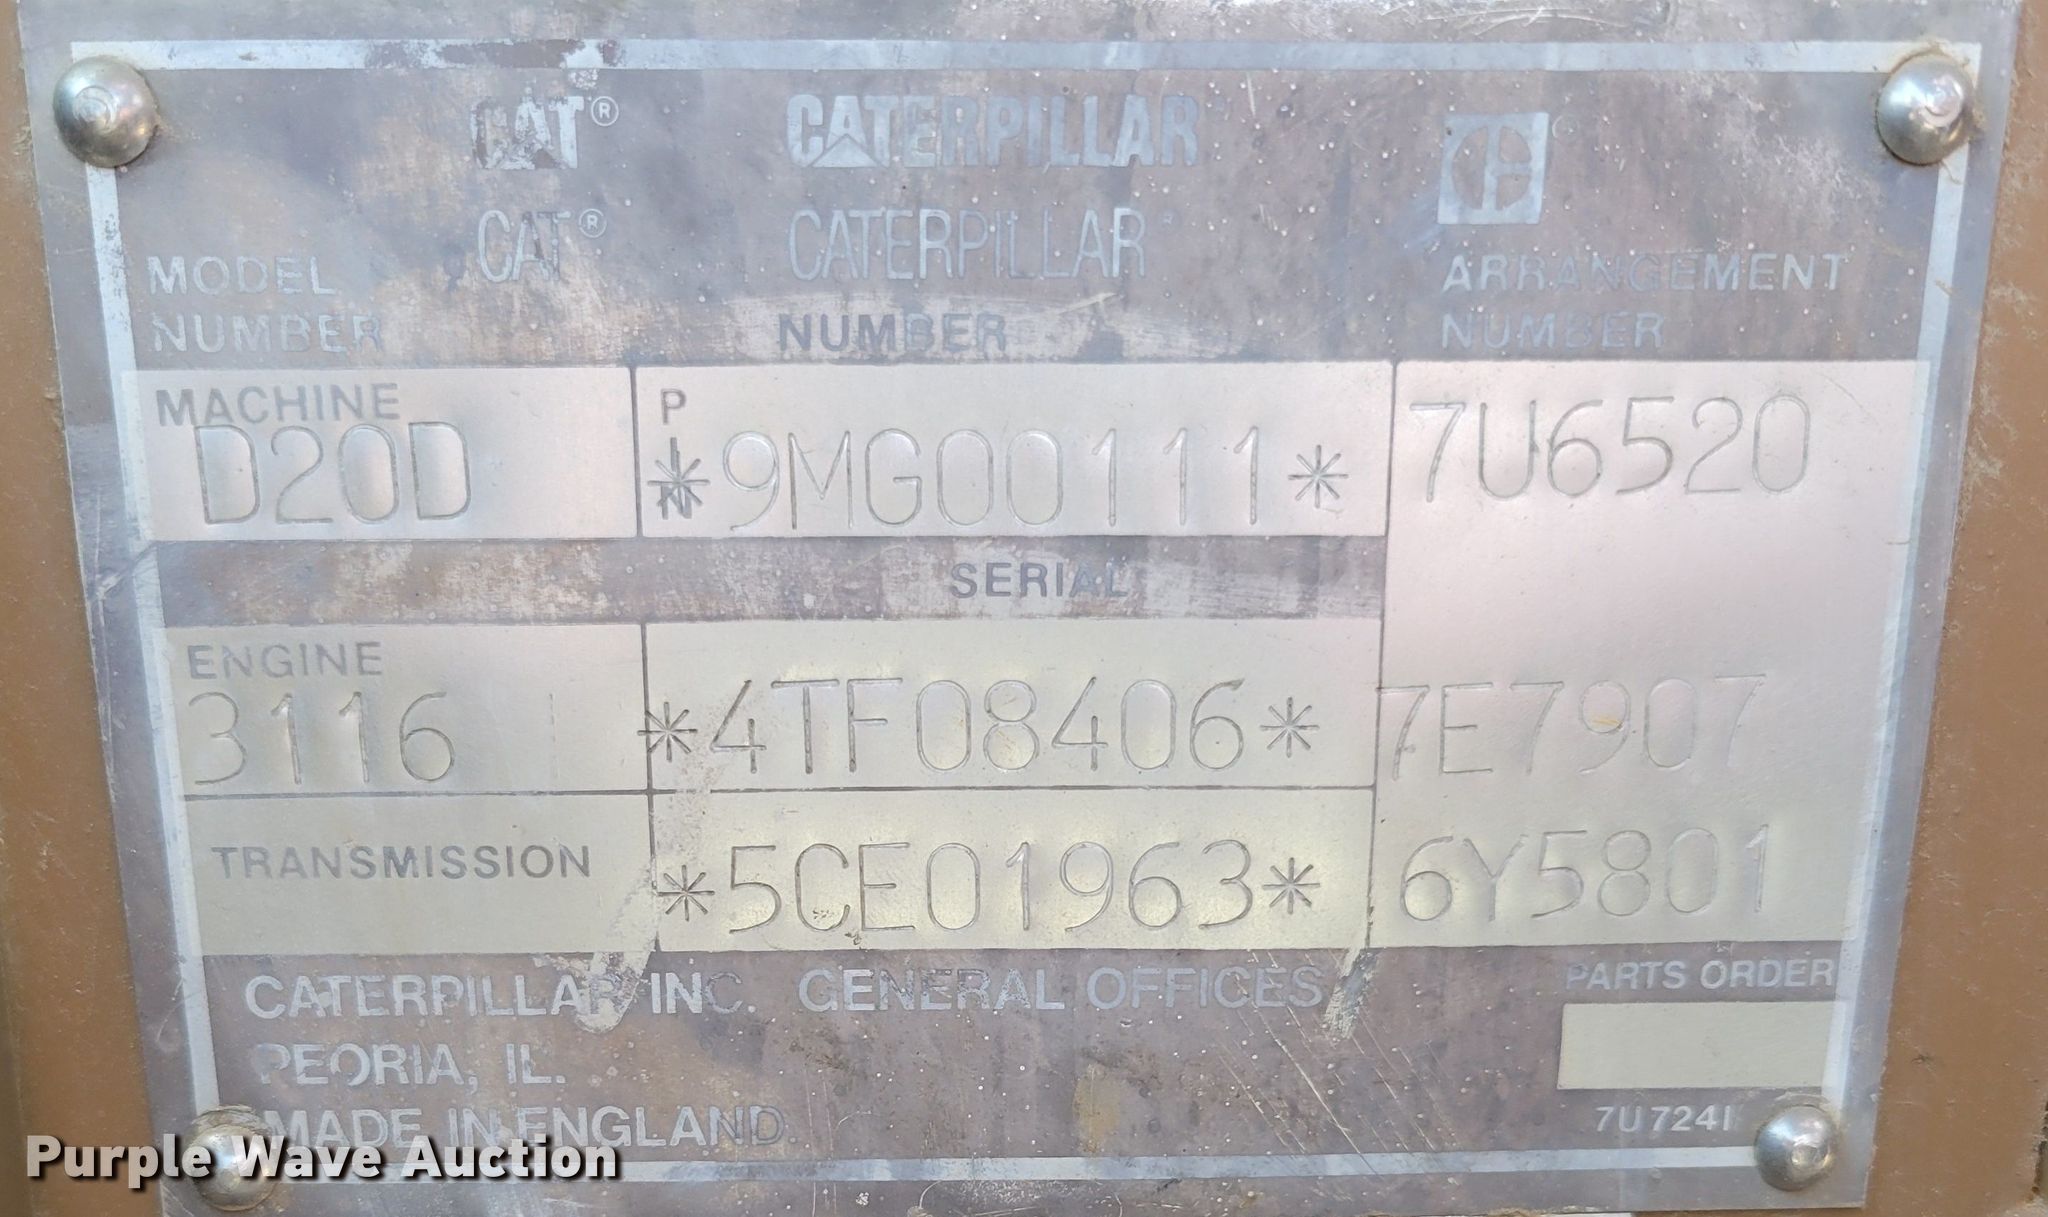 CAT® CATERPILLAR
CAT® CATERPILLAR
MODEL NUMBER
NUMBER
ARRANGEMENT NUMBER
MACHINE
D20D
PIN
*9MG00111*
7U6520
SERIAL
ENGINE
3116
*4TF08406*
7E7907
TRANSMISSION
*5CE01963*
6Y5801
CATERPILLAR INC. GENERAL OFFICES
PEORIA, IL.
MADE IN ENGLAND.
PARTS ORDER
7U7241
Purple Wave Auction